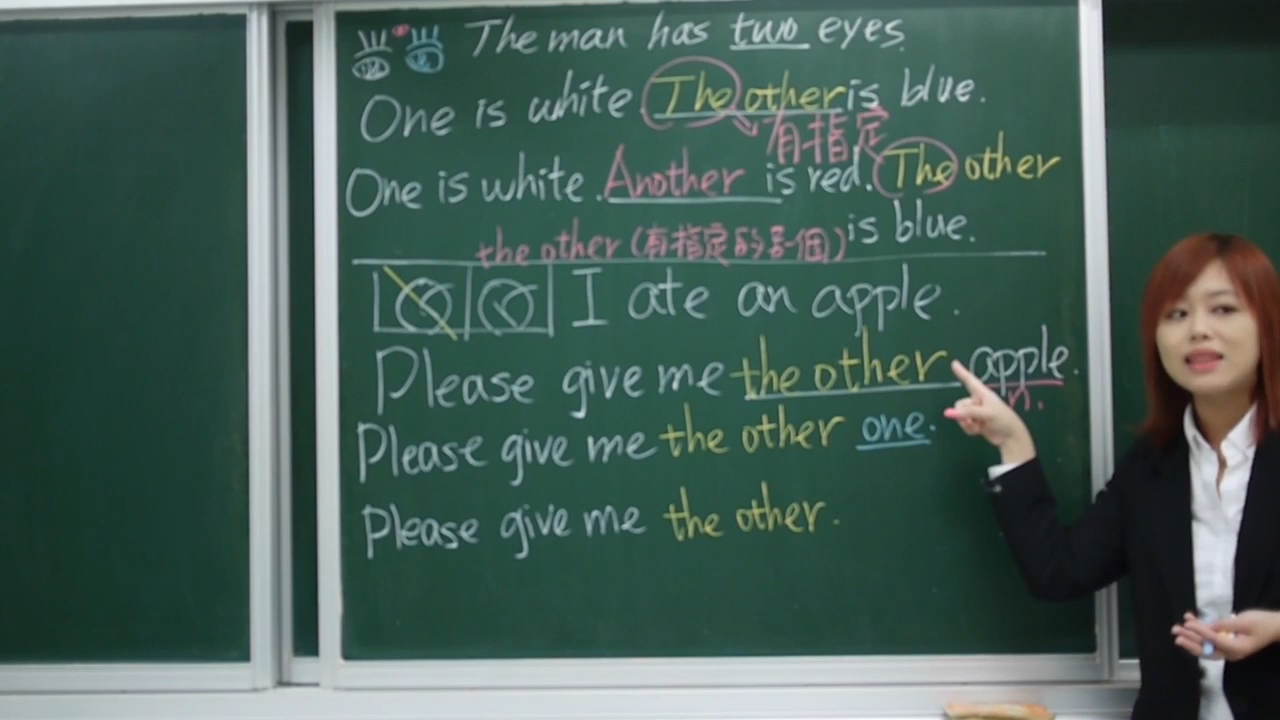 The man has two eyes.
One is white The other is blue.
有指定
One is white. Another is red. The other
is blue.
the other (有指定的另一個)
I ate an apple.
Please give me the other apple.
n.
Please give me the other one.
Please give me the other.